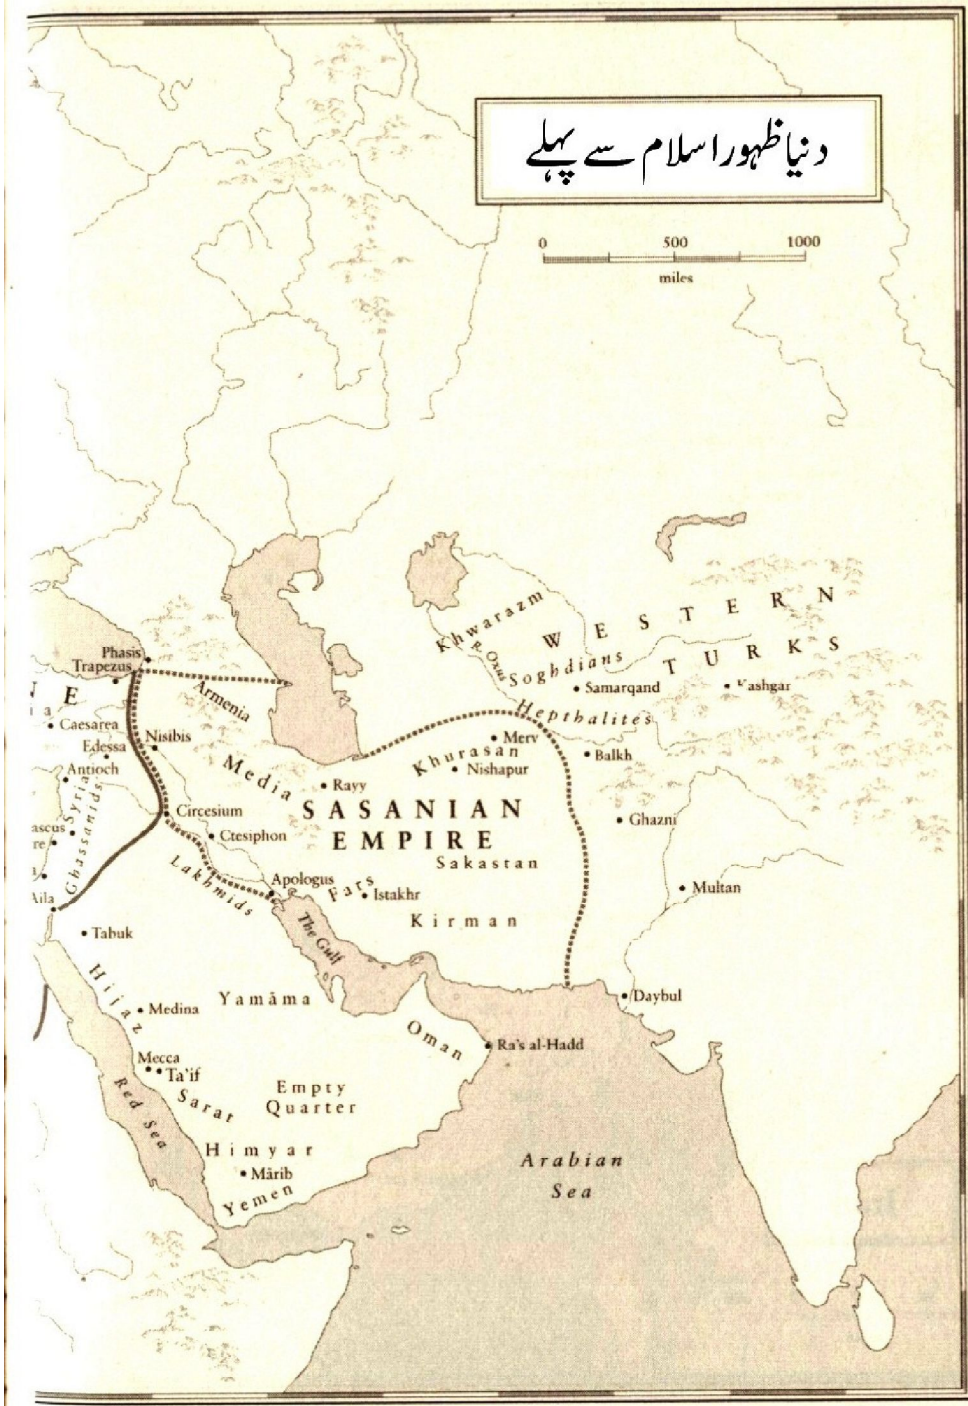 دنیا ظہور اسلام سے پہلے
0 500 1000
miles
Khwarazm
R. Oxus
WESTERN
TURKS
Soghdians
Samarqand
Hepthalites
Phasis
Trapezus
Armenia
Caesarea
Nisibis
Edessa
Antioch
Media
Merv
Khurasan
Nishapur
Balkh
Rayy
Syria
Ghassanids
Circesium
SASANIAN
EMPIRE
Ghazni
Ctesiphon
Sakastan
Lakhmids
Apologus
Fars
Istakhr
Multan
Kirman
The Gulf
Tabuk
Hijaz
Medina
Yamāma
Daybul
Oman
Ra's al-Hadd
Mecca
Ta'if
Sarat
Empty
Quarter
Red Sea
Himyar
Mārib
Yemen
Arabian
Sea